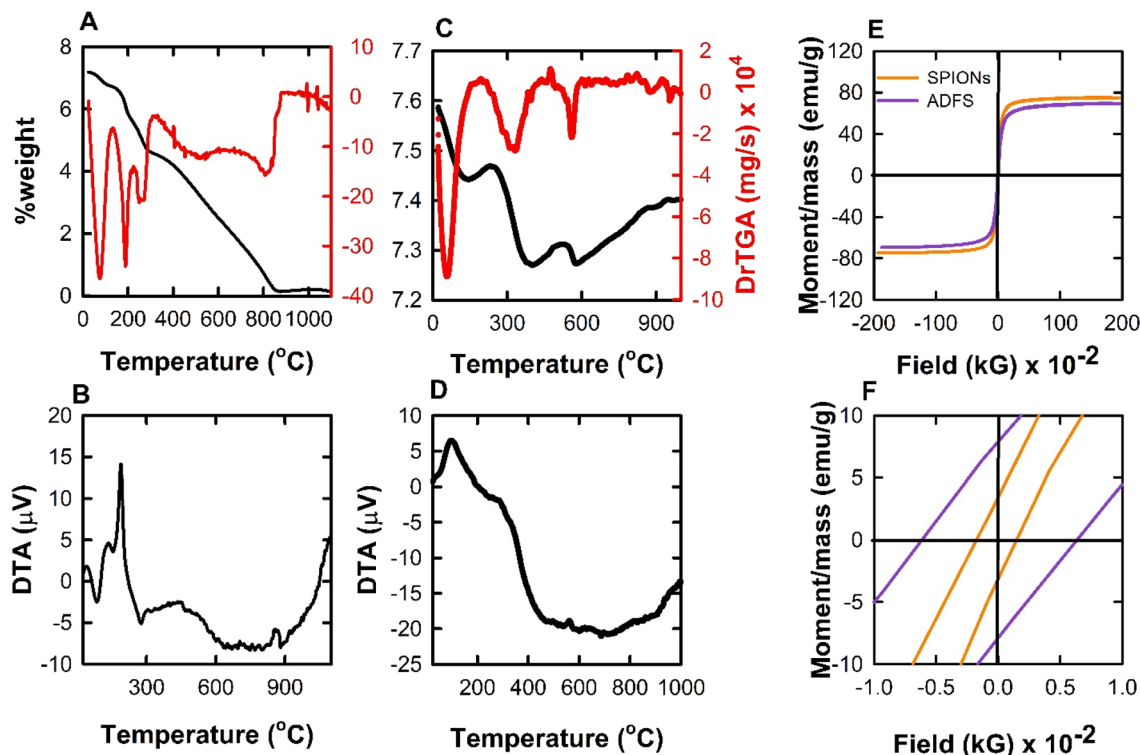 A
8
6
4
2
0
%weight
10
0
-10
-20
-30
-40
0 200 400 600 800 1000
Temperature (°C)
C
7.7
7.6
7.5
7.4
7.3
7.2
2
0
-2
-4
-6
-8
-10
DrTGA (mg/s) x 10⁴
0 300 600 900
Temperature (°C)
E
120
80
40
0
-40
-80
-120
Moment/mass (emu/g)
SPIONs
ADFS
-200 -100 0 100 200
Field (kG) x 10⁻²
B
20
15
10
5
0
-5
-10
DTA (μV)
300 600 900
Temperature (°C)
D
15
10
5
0
-5
-10
-15
-20
-25
DTA (μV)
200 400 600 800 1000
Temperature (°C)
F
10
5
0
-5
-10
Moment/mass (emu/g)
-1.0 -0.5 0.0 0.5 1.0
Field (kG) x 10⁻²